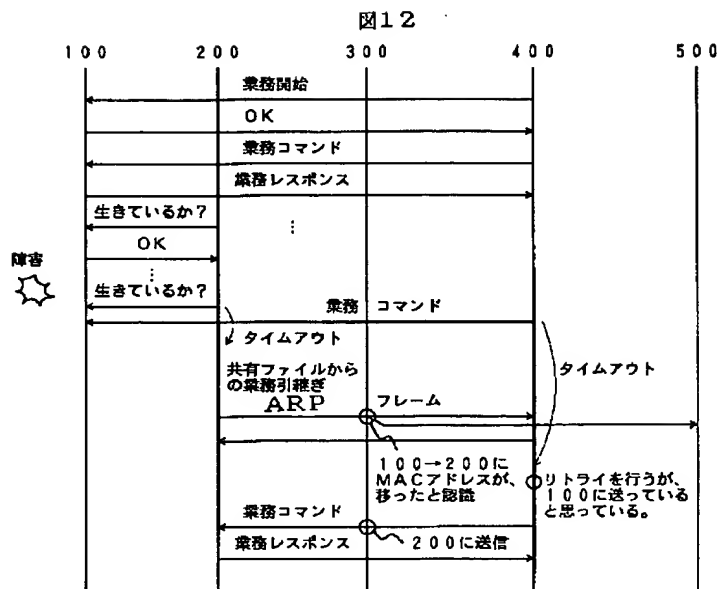 図12
100 200 300 400 500
業務開始
OK
業務コマンド
業務レスポンス
生きているか?
OK
障害
生きているか?
業務 コマンド
タイムアウト
タイムアウト
共有ファイルから
の業務引継ぎ
ARP
フレーム
100→200に
MACアドレスが、
移ったと認識
リトライを行うが、
100に送っている
と思っている。
業務コマンド
業務レスポンス
200に送信